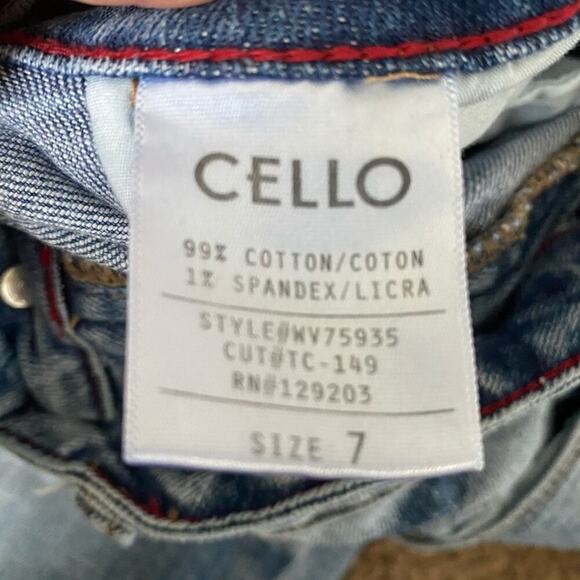 CELLO
99% COTTON/COTON
1% SPANDEX/LICRA
STYLE#WV75935
CUT#TC-149
RN#129203
SIZE 7